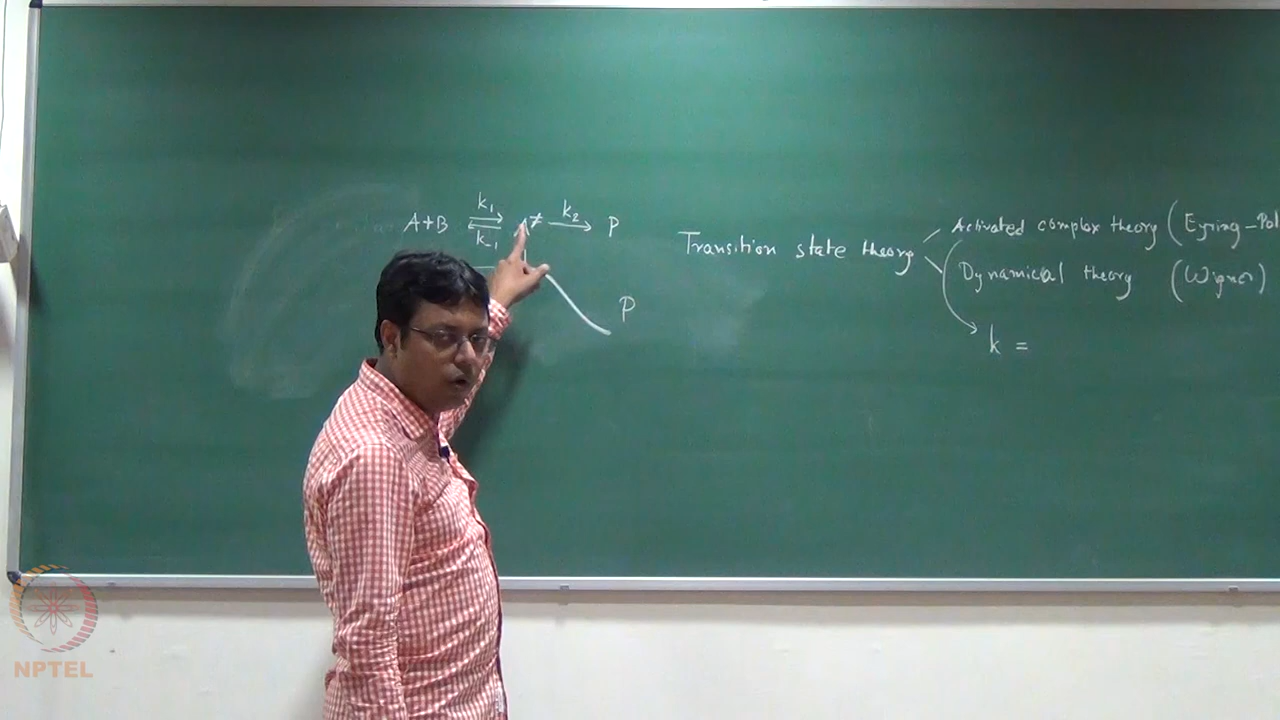 A+B ⇌ A≠ → P
k₁ k₋₁ k₂
P
Transition state theory
Activated complex theory (Eyring-Pol
Dynamical theory (Wigner)
k =
NPTEL